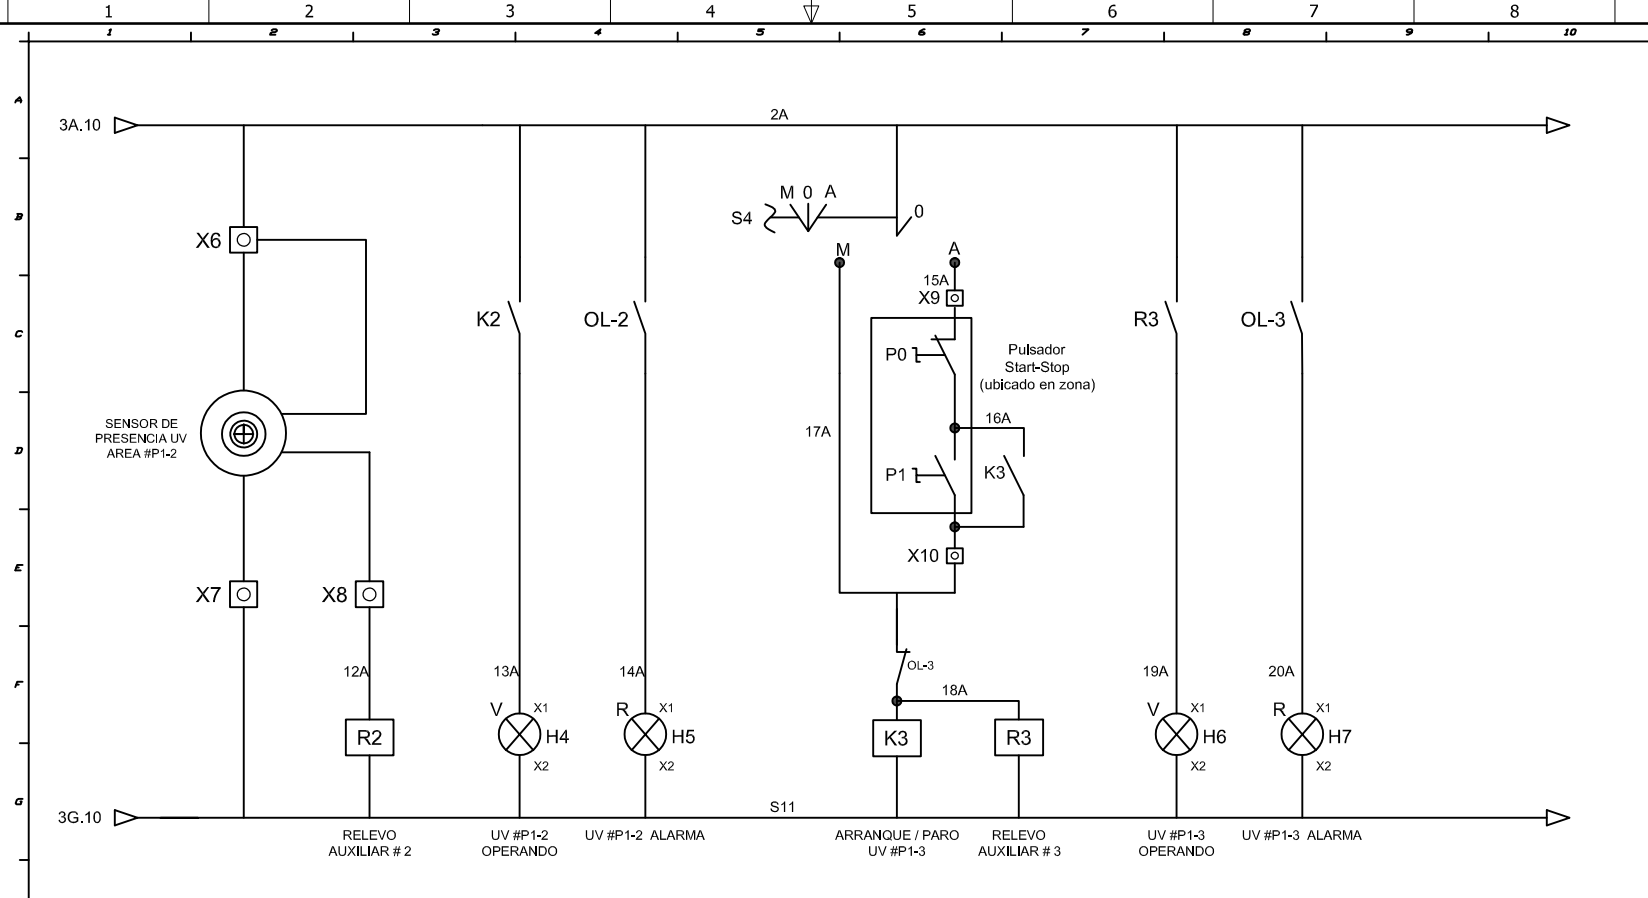 1 2 3 4 5 6 7 8
1 2 3 4 5 6 7 8 9 10
A
3A.10
2A
B
M 0 A
S4
0
X6
M
A
15A
X9
C
K2
OL-2
R3
OL-3
P0
Pulsador
Start-Stop
(ubicado en zona)
SENSOR DE
PRESENCIA UV
AREA #P1-2
16A
17A
D
P1
K3
X10
E
X7
X8
OL-3
F
12A
13A
14A
18A
19A
20A
R2
V
X1
H4
X2
R
X1
H5
X2
K3
R3
V
X1
H6
X2
R
X1
H7
X2
G
3G.10
S11
RELEVO
AUXILIAR # 2
UV #P1-2
OPERANDO
UV #P1-2 ALARMA
ARRANQUE / PARO
UV #P1-3
RELEVO
AUXILIAR # 3
UV #P1-3
OPERANDO
UV #P1-3 ALARMA